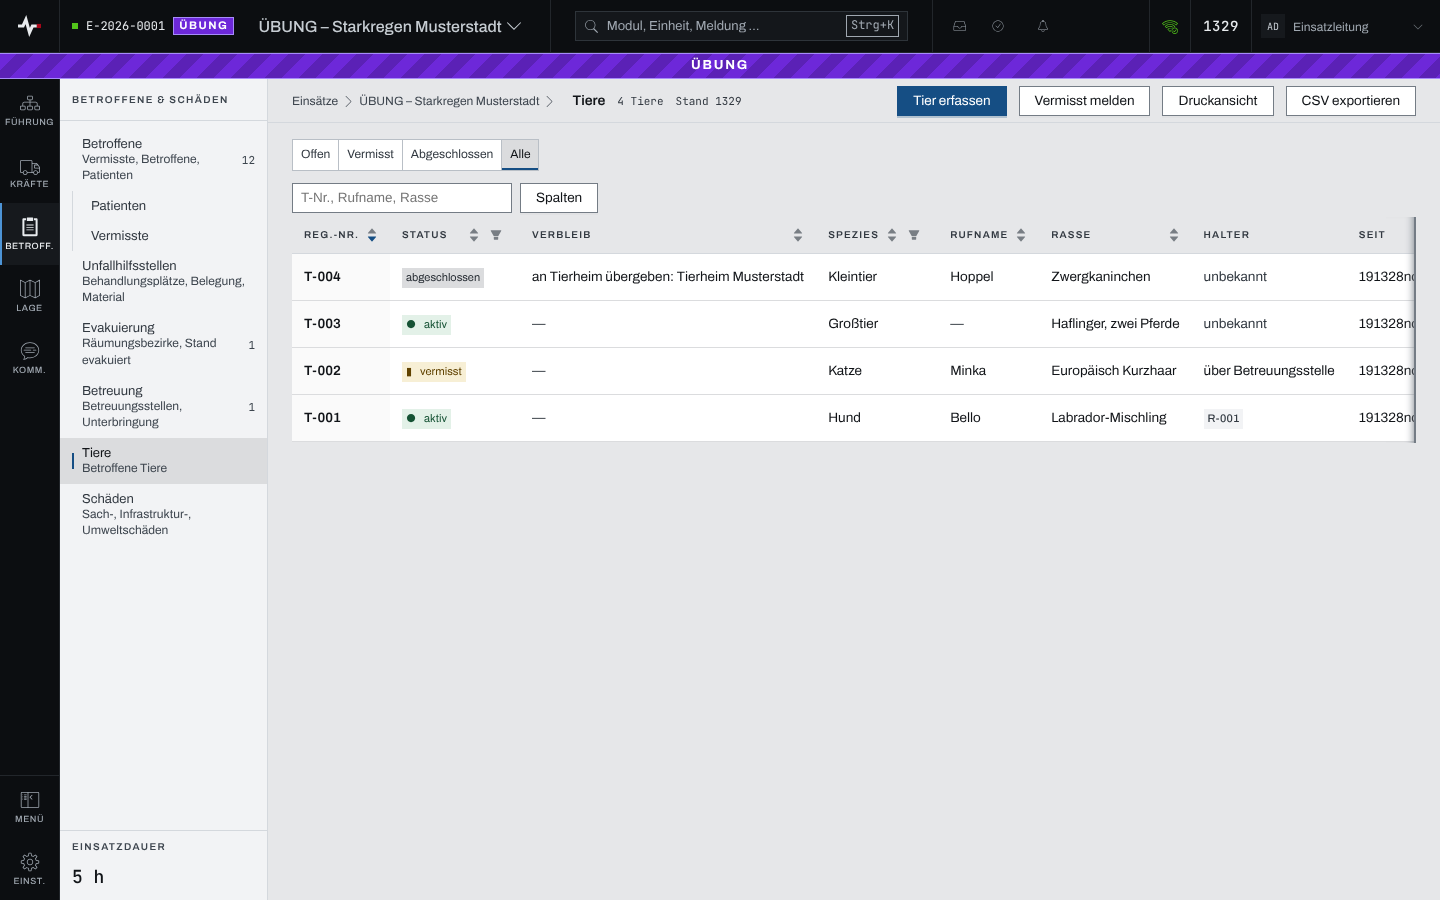 E-2026-0001 ÜBUNG ÜBUNG – Starkregen Musterstadt Modul, Einheit, Meldung ... Strg+K 1329 AD Einsatzleitung
ÜBUNG
FÜHRUNG
KRÄFTE
BETROFF.
LAGE
KOMM.
MENÜ
EINST.
BETROFFENE & SCHÄDEN
Betroffene
Vermisste, Betroffene, 12
Patienten
Patienten
Vermisste
Unfallhilfsstellen
Behandlungsplätze, Belegung,
Material
Evakuierung
Räumungsbezirke, Stand 1
evakuiert
Betreuung
Betreuungsstellen, 1
Unterbringung
Tiere
Betroffene Tiere
Schäden
Sach-, Infrastruktur-,
Umweltschäden
EINSATZDAUER
5 h
Einsätze ÜBUNG – Starkregen Musterstadt Tiere 4 Tiere Stand 1329 Tier erfassen Vermisst melden Druckansicht CSV exportieren
Offen Vermisst Abgeschlossen Alle
T-Nr., Rufname, Rasse Spalten
REG.-NR. STATUS VERBLEIB SPEZIES RUFNAME RASSE HALTER SEIT
T-004 abgeschlossen an Tierheim übergeben: Tierheim Musterstadt Kleintier Hoppel Zwergkaninchen unbekannt 191328no
T-003 aktiv — Großtier — Haflinger, zwei Pferde unbekannt 191328no
T-002 vermisst — Katze Minka Europäisch Kurzhaar über Betreuungsstelle 191328no
T-001 aktiv — Hund Bello Labrador-Mischling R-001 191328no